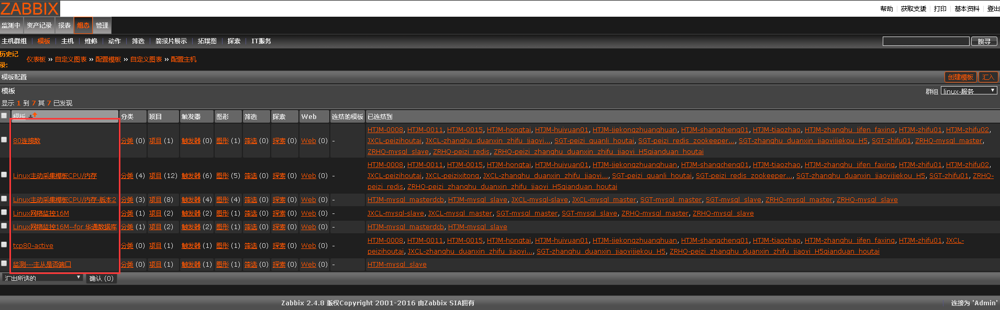 ZABBIX
帮助 获取支援 打印 基本资料 登出
监测中 资产记录 报表 组态 管理
主机群组 模板 主机 维修 动作 筛选 简报片展示 拓墣图 探索 IT服务 搜寻
历史记录: 仪表板 » 自定义图表 » 配置模板 » 自定义图表 » 配置主机
模板配置 创建模板 汇入
模板 群组 linux-服务
显示 1 到 7 其 7 已发现
模板 分类 项目 触发器 图形 筛选 探索 Web 连结的模板 已连结到
80连接数 分类 (0) 项目 (1) 触发器 (0) 图形 (1) 筛选 (0) 探索 (0) Web (0) - HTJM-0008, HTJM-0011, HTJM-0015, HTJM-hongtai, HTJM-huiyuan01, HTJM-jiekongzhuanghuan, HTJM-shangcheng01, HTJM-tiaozhao, HTJM-zhanghu_jifen_faxing, HTJM-zhifu01, HTJM-zhifu02,
JXCL-peizihoutai, JXCL-zhanghu_duanxin_zhifu_jiaoyi..., SGT-peizi_guanli_houtai, SGT-peizi_redis_zookeeper..., SGT-zhanghu_duanxin_jiaoyijiekou_H5, SGT-zhifu01, ZRHQ-mysql_master,
ZRHQ-mysql_slave, ZRHQ-peizi_redis, ZRHQ-peizi_zhanghu_duanxin_zhifu_jiaoyi_H5qianduan_houtai
Linux主动采集模板CPU/内存 分类 (4) 项目 (12) 触发器 (6) 图形 (5) 筛选 (0) 探索 (0) Web (0) - HTJM-0008, HTJM-0011, HTJM-0015, HTJM-hongtai, HTJM-huiyuan01, HTJM-jiekongzhuanghuan, HTJM-shangcheng01, HTJM-tiaozhao, HTJM-zhanghu_jifen_faxing, HTJM-zhifu01, HTJM-zhifu02,
JXCL-peizihoutai, JXCL-peizixitong, JXCL-zhanghu_duanxin_zhifu_jiaoyi..., SGT-peizi_guanli_houtai, SGT-peizi_redis_zookeeper..., SGT-zhanghu_duanxin_jiaoyijiekou_H5, SGT-zhifu01, ZRHQ-
peizi_redis, ZRHQ-peizi_zhanghu_duanxin_zhifu_jiaoyi_H5qianduan_houtai
Linux主动采集模板CPU/内存-版本2 分类 (3) 项目 (8) 触发器 (4) 图形 (4) 筛选 (0) 探索 (0) Web (0) - HTJM-mysql_masterdcb, HTJM-mysql_slave, JXCL-mysql-slave, JXCL-mysql_master, SGT-mysql_master, SGT-mysql_slave, ZRHQ-mysql_master, ZRHQ-mysql_slave
Linux网络监控16M 分类 (1) 项目 (2) 触发器 (2) 图形 (1) 筛选 (0) 探索 (0) Web (0) - JXCL-mysql-slave, JXCL-mysql_master, SGT-mysql_master, SGT-mysql_slave, ZRHQ-mysql_master, ZRHQ-mysql_slave
Linux网络监控16M--for 华通数据库 分类 (1) 项目 (2) 触发器 (2) 图形 (1) 筛选 (0) 探索 (0) Web (0) - HTJM-mysql_masterdcb, HTJM-mysql_slave
tcp80-active 分类 (0) 项目 (1) 触发器 (1) 图形 (1) 筛选 (0) 探索 (0) Web (0) - HTJM-0008, HTJM-0011, HTJM-0015, HTJM-hongtai, HTJM-huiyuan01, HTJM-jiekongzhuanghuan, HTJM-shangcheng01, HTJM-tiaozhao, HTJM-zhanghu_jifen_faxing, HTJM-zhifu01, JXCL-
peizihoutai, JXCL-zhanghu_duanxin_zhifu_jiaoyi..., SGT-zhanghu_duanxin_jiaoyijiekou_H5, ZRHQ-peizi_zhanghu_duanxin_zhifu_jiaoyi_H5qianduan_houtai
监测---主从是否端口 分类 (0) 项目 (1) 触发器 (1) 图形 (1) 筛选 (0) 探索 (0) Web (0) - HTJM-mysql_slave
汇出所选的 确认 (0)
Zabbix 2.4.8 版权Copyright 2001-2016 由Zabbix SIA拥有 连接为 'Admin'